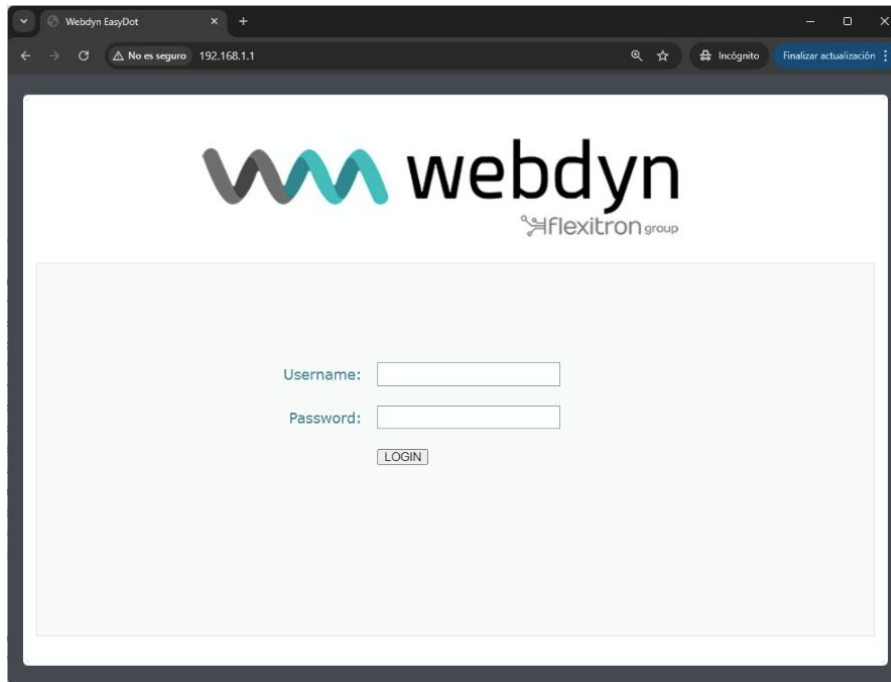 Webdyn EasyDot
No es seguro 192.168.1.1 Incógnito Finalizar actualización
webdyn
flexitron group
Username:
Password:
LOGIN